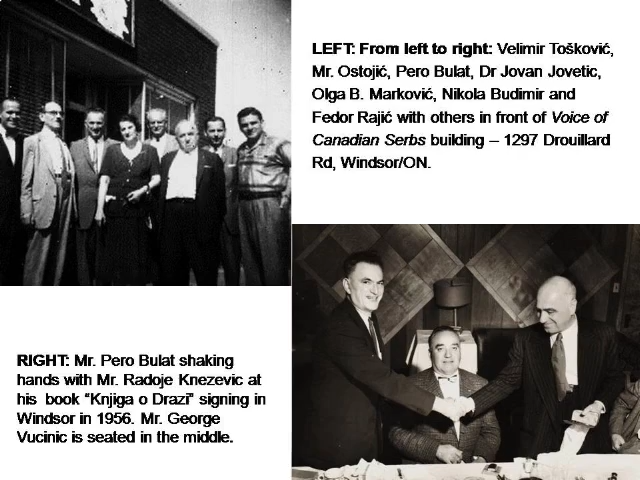 LEFT: From left to right: Velimir Tošković,
Mr. Ostojić, Pero Bulat, Dr Jovan Jovetic,
Olga B. Marković, Nikola Budimir and
Fedor Rajić with others in front of Voice of
Canadian Serbs building – 1297 Drouillard
Rd, Windsor/ON.
RIGHT: Mr. Pero Bulat shaking
hands with Mr. Radoje Knezevic at
his book "Knjiga o Drazi" signing in
Windsor in 1956. Mr. George
Vucinic is seated in the middle.